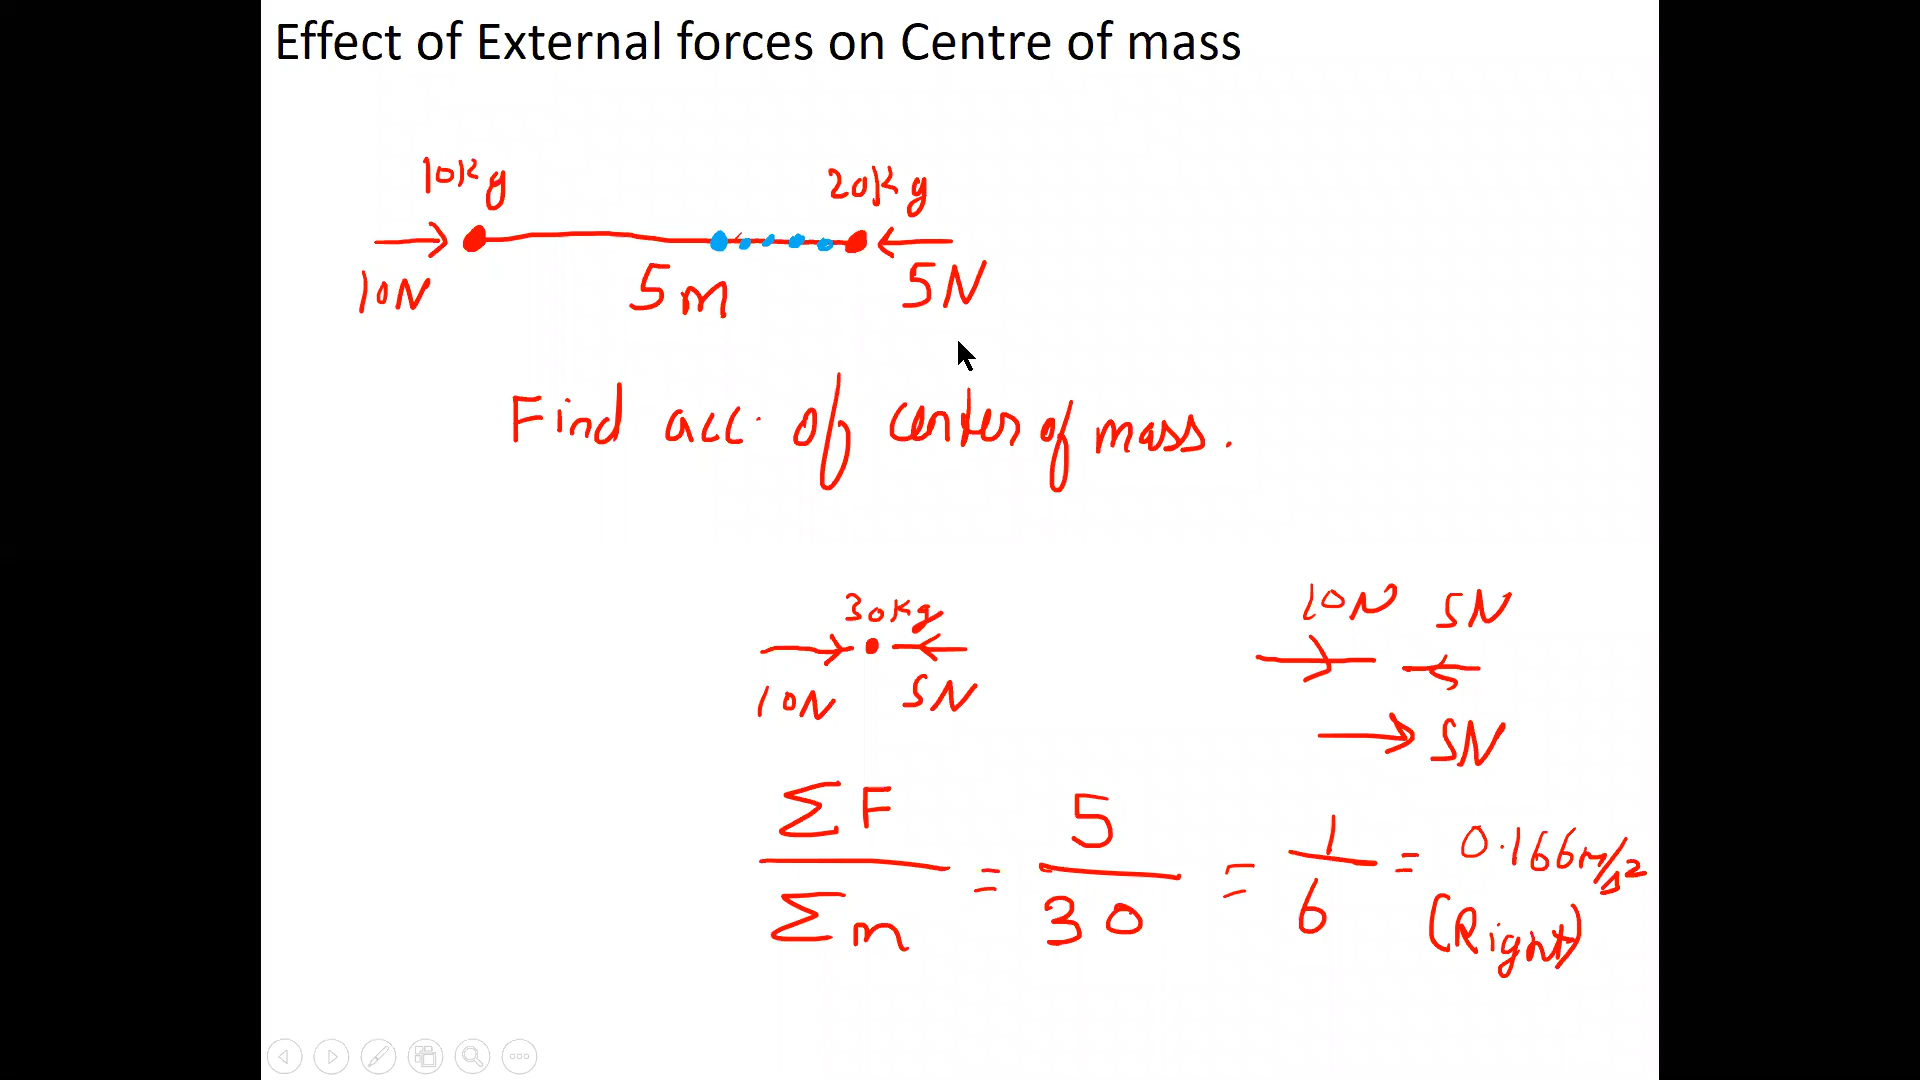 Effect of External forces on Centre of mass
10Kg 20Kg
10N 5m 5N
Find acc. of center of mass.
30Kg
10N 5N
10N 5N
5N
ΣF/Σm = 5/30 = 1/6 = 0.166m/s²
(Right)